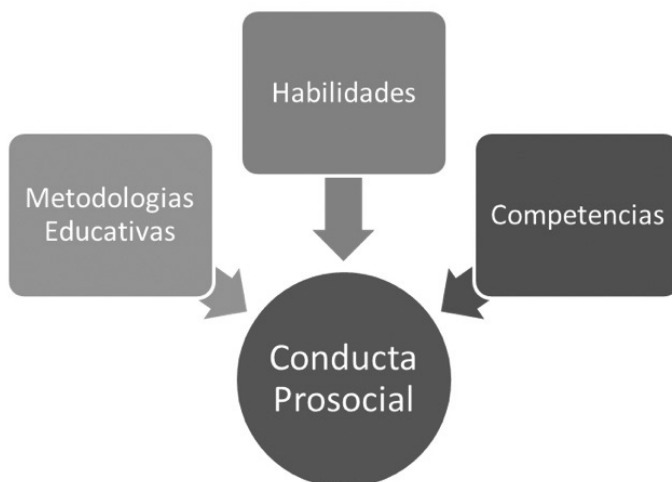 Habilidades
Metodologias
Educativas
Competencias
Conducta
Prosocial